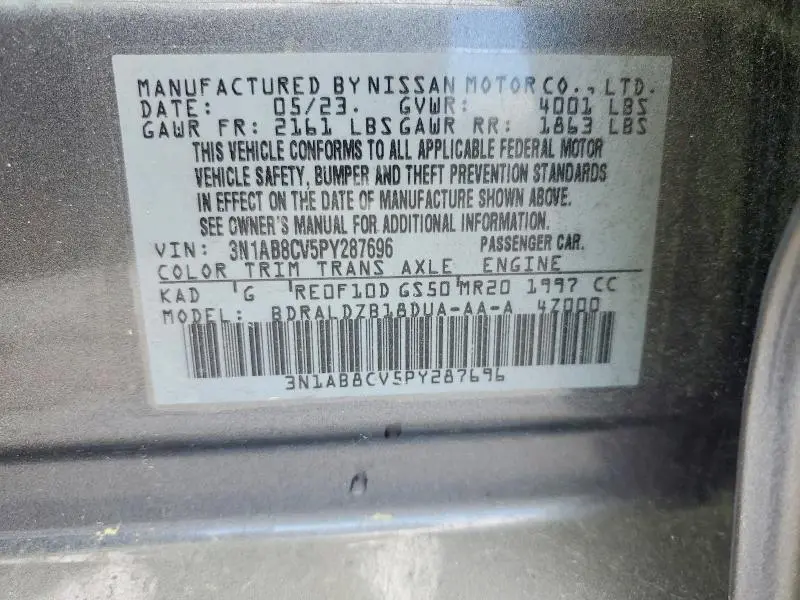 MANUFACTURED BY NISSAN MOTOR CO., LTD.
DATE: 05/23. GVWR: 4001 LBS
GAWR FR: 2161 LBS GAWR RR: 1863 LBS
THIS VEHICLE CONFORMS TO ALL APPLICABLE FEDERAL MOTOR
VEHICLE SAFETY, BUMPER AND THEFT PREVENTION STANDARDS
IN EFFECT ON THE DATE OF MANUFACTURE SHOWN ABOVE.
SEE OWNER'S MANUAL FOR ADDITIONAL INFORMATION.
VIN: 3N1AB8CV5PY287696 PASSENGER CAR.
COLOR TRIM TRANS AXLE ENGINE
KAD G RE0F10D GS50 MR20 1997 CC
MODEL: BDRALDZB18DUA-AA-A 4Z000
3N1AB8CV5PY287696